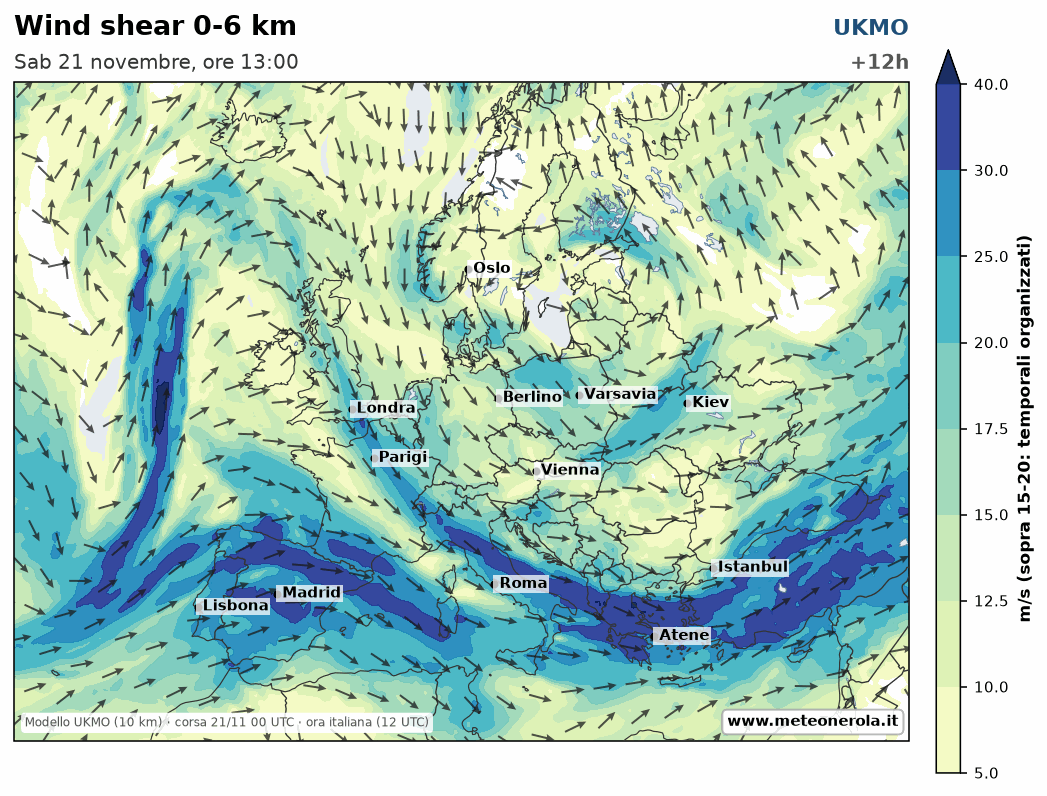 Wind shear 0-6 km
UKMO
Sab 21 novembre, ore 13:00
+12h
40.0
30.0
25.0
20.0
17.5
15.0
12.5
10.0
5.0
m/s (sopra 15-20: temporali organizzati)
Oslo
Berlino
Varsavia
Kiev
Londra
Parigi
Vienna
Istanbul
Roma
Madrid
Lisbona
Atene
Modello UKMO (10 km) · corsa 21/11 00 UTC · ora italiana (12 UTC)
www.meteonerola.it